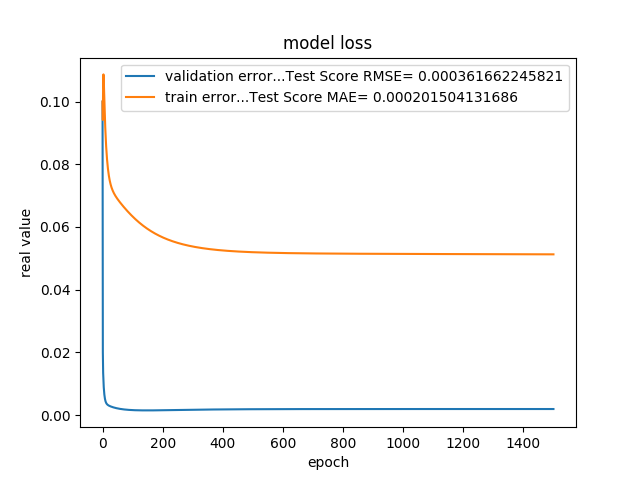 model loss
validation error...Test Score RMSE= 0.000361662245821
train error...Test Score MAE= 0.000201504131686
real value
0.10
0.08
0.06
0.04
0.02
0.00
0 200 400 600 800 1000 1200 1400
epoch